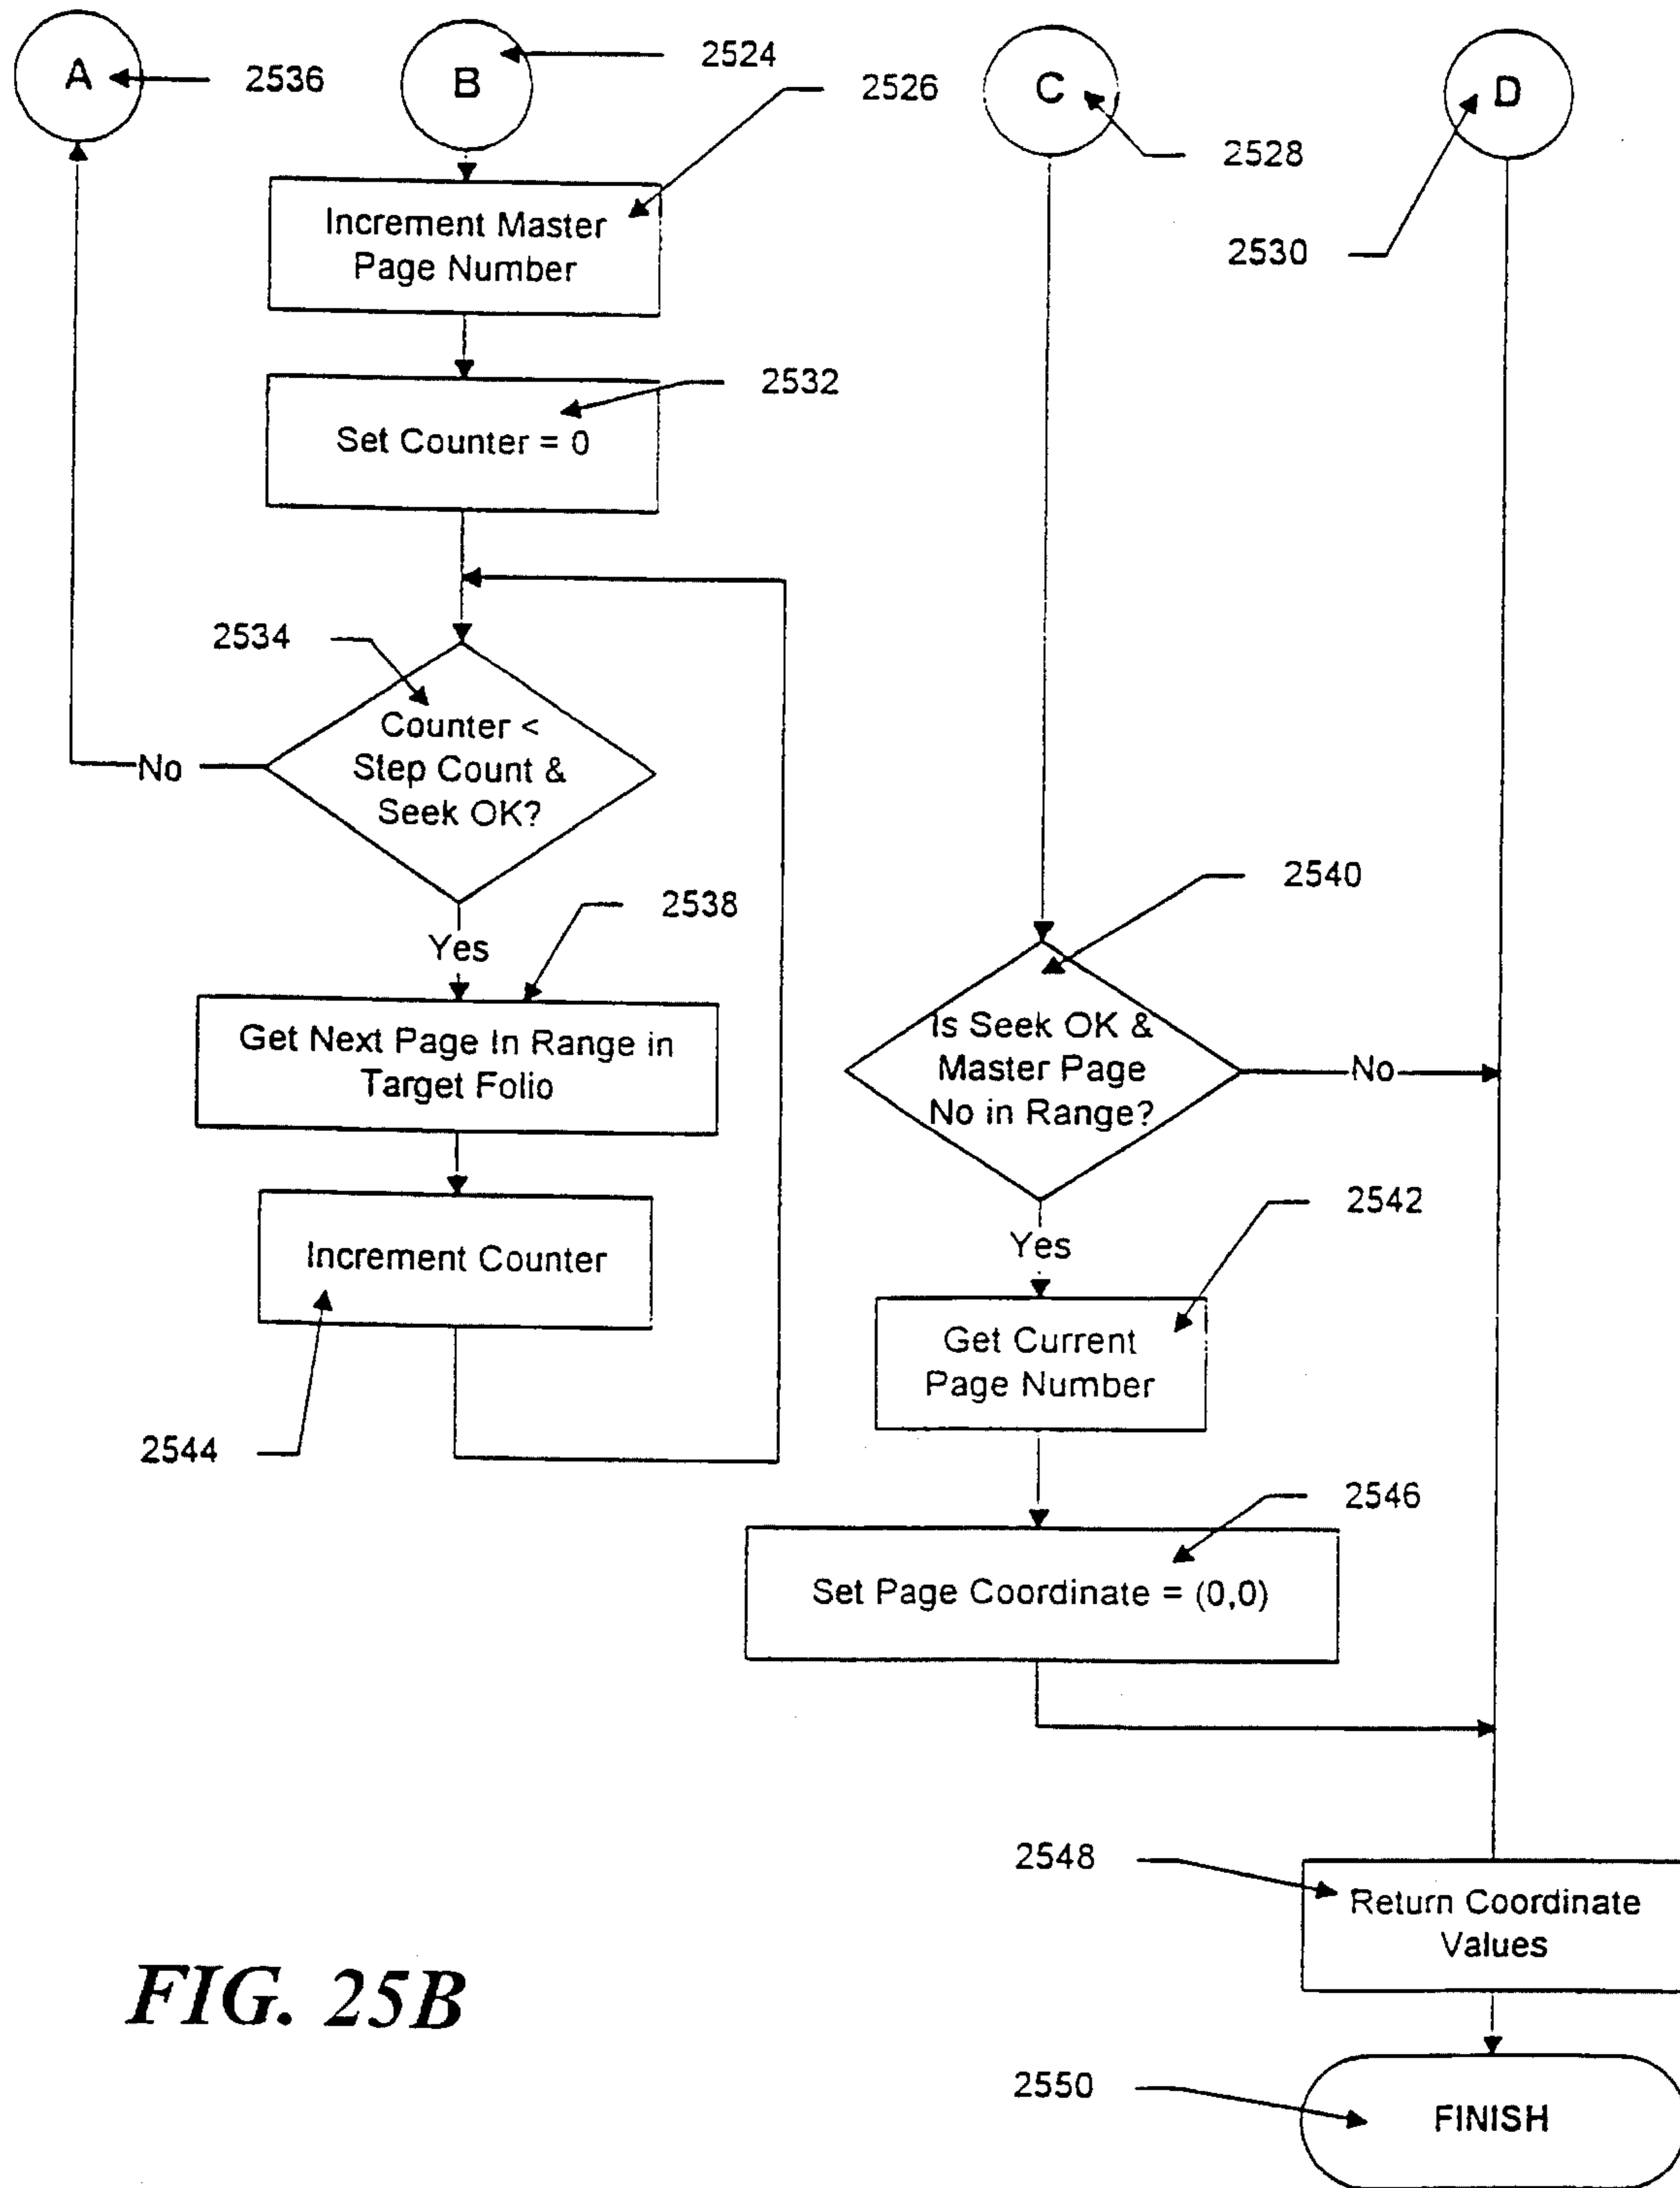 A
2536
B
2524
2526
C
2528
D
2530
Increment Master
Page Number
2532
Set Counter = 0
2534
Counter <
Step Count &
Seek OK?
No
Yes
2538
Get Next Page In Range in
Target Folio
Increment Counter
2544
2540
Is Seek OK &
Master Page
No in Range?
No
Yes
2542
Get Current
Page Number
2546
Set Page Coordinate = (0,0)
2548
Return Coordinate
Values
2550
FINISH
FIG. 25B